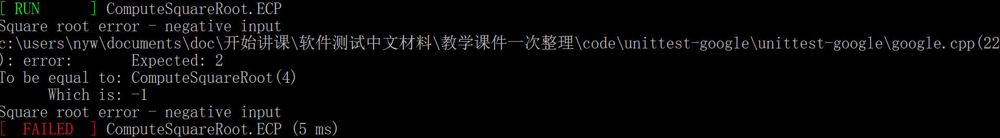 [ RUN      ] ComputeSquareRoot.ECP
Square root error - negative input
c:\users\nyw\documents\doc\开始讲课\软件测试中文材料\教学课件一次整理\code\unittest-google\unittest-google\google.cpp(22
): error:       Expected: 2
To be equal to: ComputeSquareRoot(4)
      Which is: -1
Square root error - negative input
[  FAILED  ] ComputeSquareRoot.ECP (5 ms)